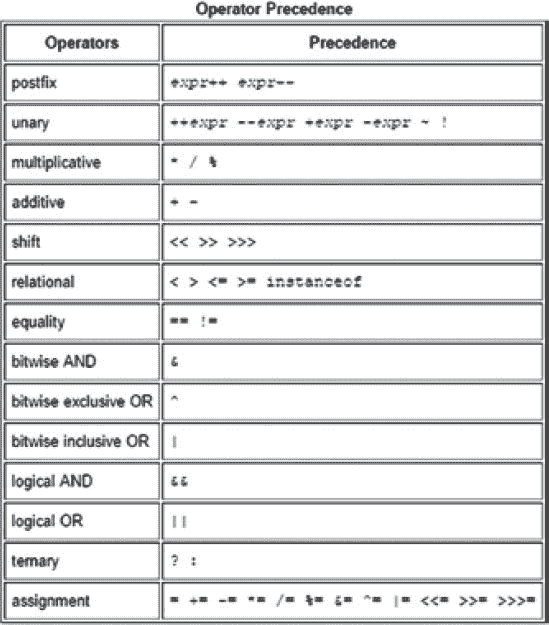 Operator Precedence
Operators Precedence
postfix expr++ expr--
unary ++expr --expr +expr -expr ~ !
multiplicative * / %
additive + -
shift << >> >>>
relational < > <= >= instanceof
equality == !=
bitwise AND &
bitwise exclusive OR ^
bitwise inclusive OR |
logical AND &&
logical OR ||
ternary ? :
assignment = += -= *= /= %= &= ^= |= <<= >>= >>>=